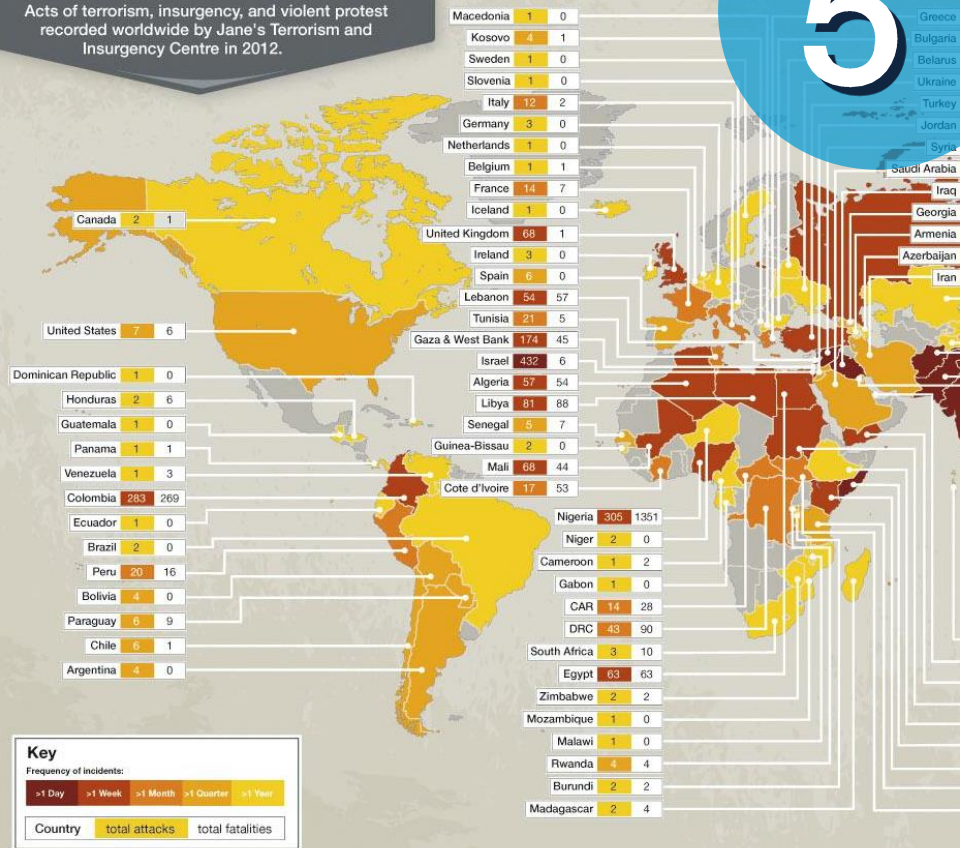 Acts of terrorism, insurgency, and violent protest
recorded worldwide by Jane's Terrorism and
Insurgency Centre in 2012.
5
Macedonia 1 0
Kosovo 4 1
Sweden 1 0
Slovenia 1 0
Italy 12 2
Germany 3 0
Netherlands 1 0
Belgium 1 1
France 14 7
Iceland 1 0
United Kingdom 68 1
Ireland 3 0
Spain 6 0
Lebanon 54 57
Tunisia 21 5
Gaza & West Bank 174 45
Israel 432 6
Algeria 57 54
Libya 81 88
Senegal 5 7
Guinea-Bissau 2 0
Mali 68 44
Cote d'Ivoire 17 53
Greece
Bulgaria
Belarus
Ukraine
Turkey
Jordan
Syria
Saudi Arabia
Iraq
Georgia
Armenia
Azerbaijan
Iran
Canada 2 1
United States 7 6
Dominican Republic 1 0
Honduras 2 6
Guatemala 1 0
Panama 1 1
Venezuela 1 3
Colombia 283 269
Ecuador 1 0
Brazil 2 0
Peru 20 16
Bolivia 4 0
Paraguay 6 9
Chile 6 1
Argentina 4 0
Nigeria 305 1351
Niger 2 0
Cameroon 1 2
Gabon 1 0
CAR 14 28
DRC 43 90
South Africa 3 10
Egypt 63 63
Zimbabwe 2 2
Mozambique 1 0
Malawi 1 0
Rwanda 4 4
Burundi 2 2
Madagascar 2 4
Key
Frequency of incidents:
>1 Day >1 Week >1 Month >1 Quarter >1 Year
Country total attacks total fatalities